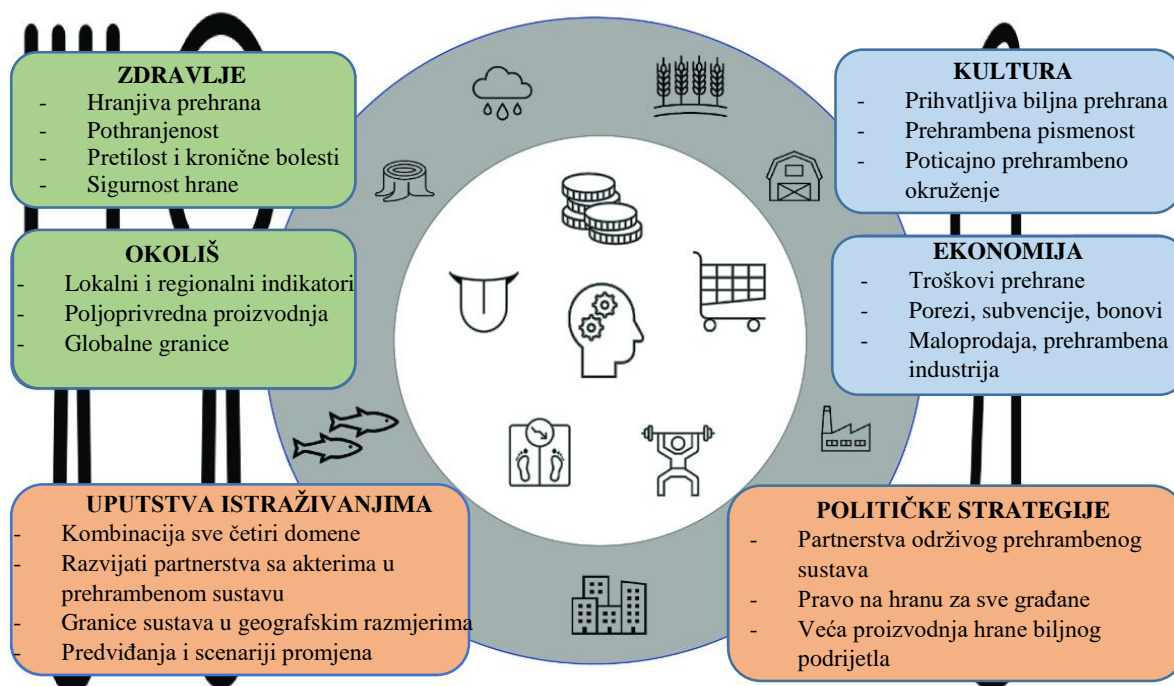 ZDRAVLJE
- Hranjiva prehrana
- Pothranjenost
- Pretilost i kronične bolesti
- Sigurnost hrane
OKOLIŠ
- Lokalni i regionalni indikatori
- Poljoprivredna proizvodnja
- Globalne granice
UPUTSTVA ISTRAŽIVANJIMA
- Kombinacija sve četiri domene
- Razvijati partnerstva sa akterima u
prehrambenom sustavu
- Granice sustava u geografskim razmjerima
- Predviđanja i scenariji promjena
KULTURA
- Prihvatljiva biljna prehrana
- Prehrambena pismenost
- Poticajno prehrambeno
okruženje
EKONOMIJA
- Troškovi prehrane
- Porezi, subvencije, bonovi
- Maloprodaja, prehrambena
industrija
POLITIČKE STRATEGIJE
- Partnerstva održivog prehrambenog
sustava
- Pravo na hranu za sve građane
- Veća proizvodnja hrane biljnog
podrijetla